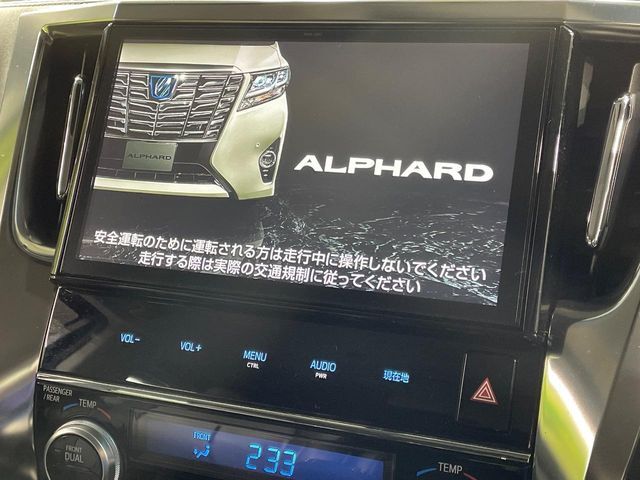 ALPHARD
ALPHARD
安全運転のために運転される方は走行中に操作しないでください
走行する際は実際の交通規制に従ってください
VOL−
VOL+
MENU
CTRL
AUDIO
PWR
現在地
PASSENGER
/REAR
TEMP
FRONT
DUAL
FRONT
233
TEMP